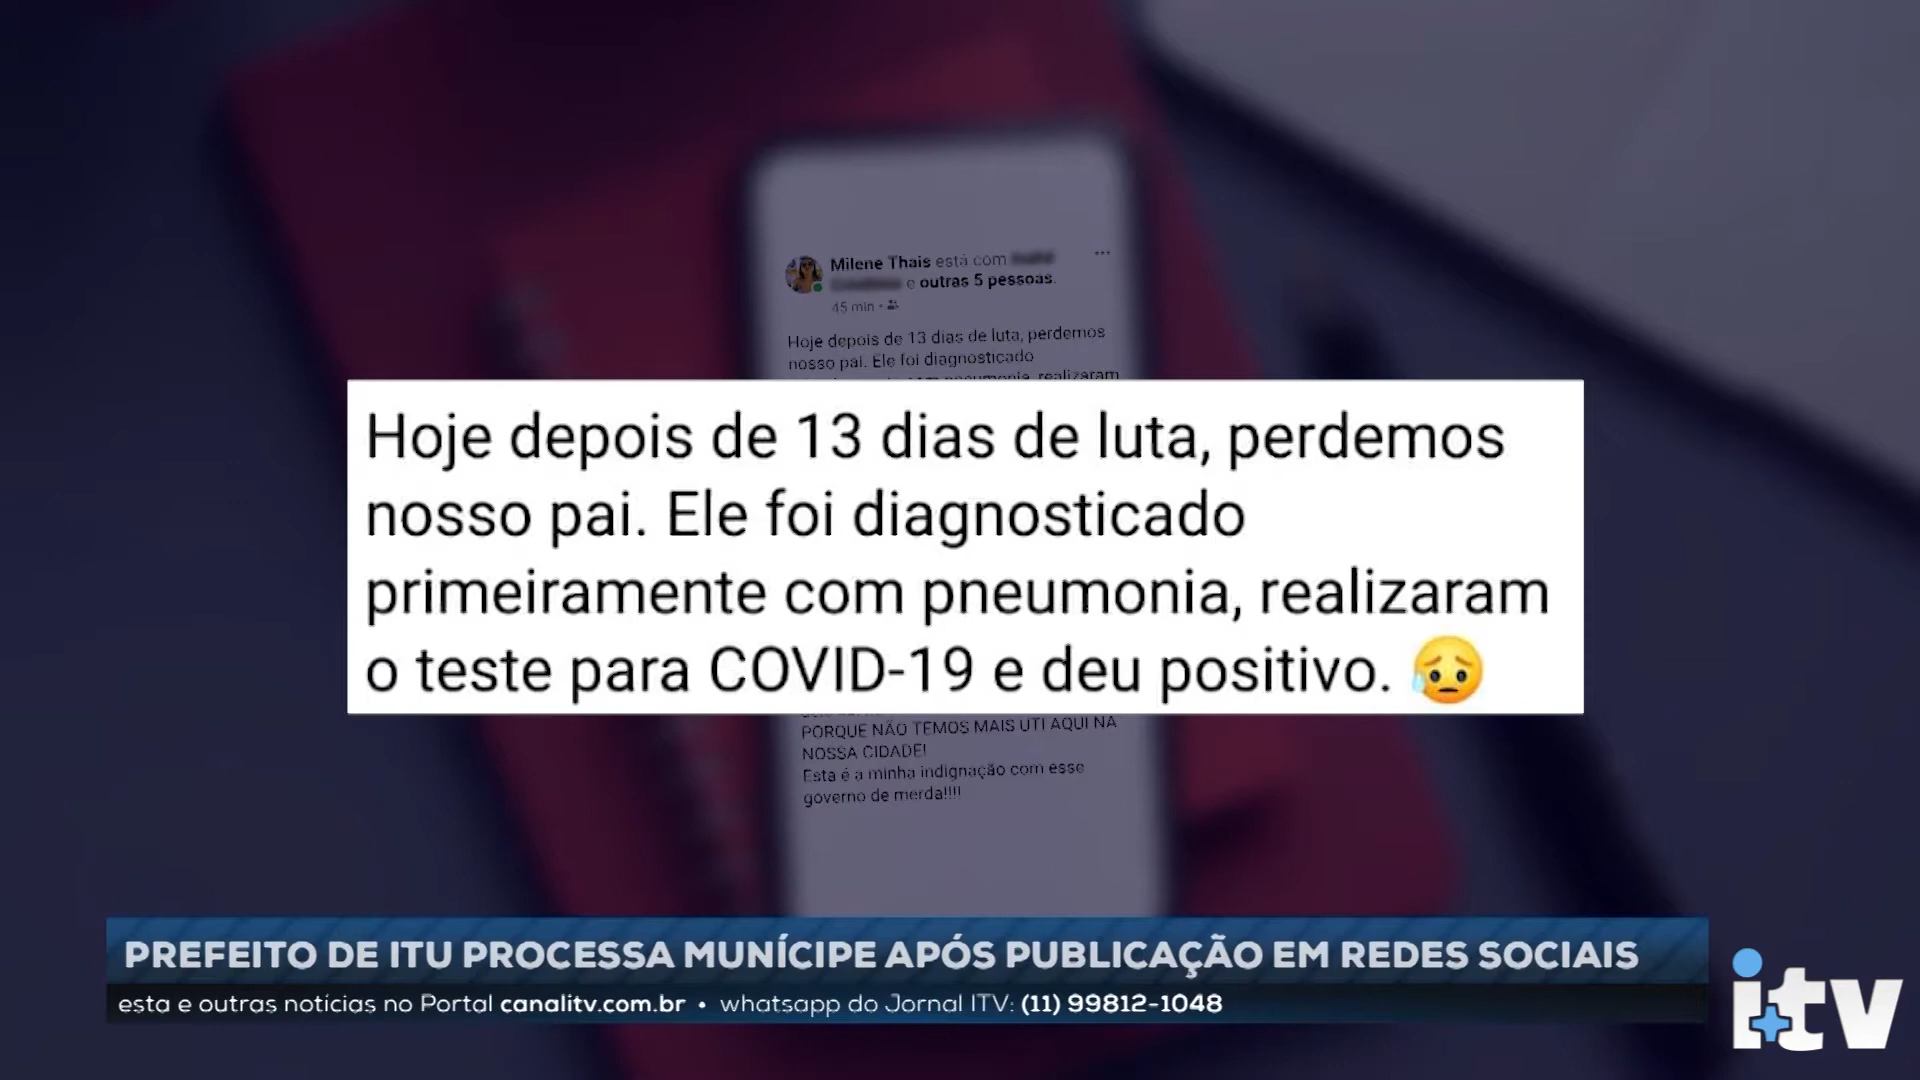 Milene Thais está com
e outras 5 pessoas.
45 min
Hoje depois de 13 dias de luta, perdemos
nosso pai. Ele foi diagnosticado
pneumonia, realizaram
Hoje depois de 13 dias de luta, perdemos
nosso pai. Ele foi diagnosticado
primeiramente com pneumonia, realizaram
o teste para COVID-19 e deu positivo. 😥
PORQUE NÃO TEMOS MAIS UTI AQUI NA
NOSSA CIDADE!
Esta é a minha indignação com esse
governo de merda!!!!
PREFEITO DE ITU PROCESSA MUNÍCIPE APÓS PUBLICAÇÃO EM REDES SOCIAIS
esta e outras notícias no Portal canalitv.com.br • whatsapp do Jornal ITV: (11) 99812-1048
itv